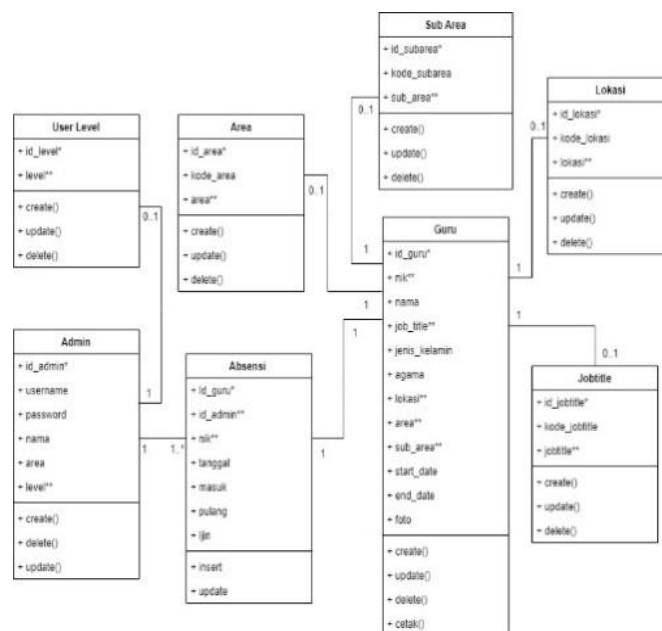 Sub Area
+ id_subarea*
+ kode_subarea
+ sub_area**
+ create()
+ update()
+ delete()
0..1
Lokasi
+ id_lokasi*
+ kode_lokasi
+ lokasi**
+ create()
+ update()
+ delete()
0..1
User Level
+ id_level*
+ level**
+ create()
+ update()
+ delete()
0..1
Area
+ id_area*
+ kode_area
+ area**
+ create()
+ update()
+ delete()
0..1
Guru
+ id_guru*
+ nik**
+ nama
+ job_title**
+ jenis_kelamin
+ agama
+ lokasi**
+ area**
+ sub_area**
+ start_date
+ end_date
+ foto
+ create()
+ update()
+ delete()
+ cetak()
1
1
1
1
1
Admin
+ id_admin*
+ username
+ password
+ nama
+ area
+ level**
+ create()
+ delete()
+ update()
1
1
1..*
Absensi
+ Id_guru*
+ id_admin**
+ nik**
+ tanggal
+ masuk
+ pulang
+ Ijin
+ insert
+ update
1
0..1
Jobtitle
+ id_jobtitle*
+ kode_jobtitle
+ jobtitle**
+ create()
+ update()
+ delete()